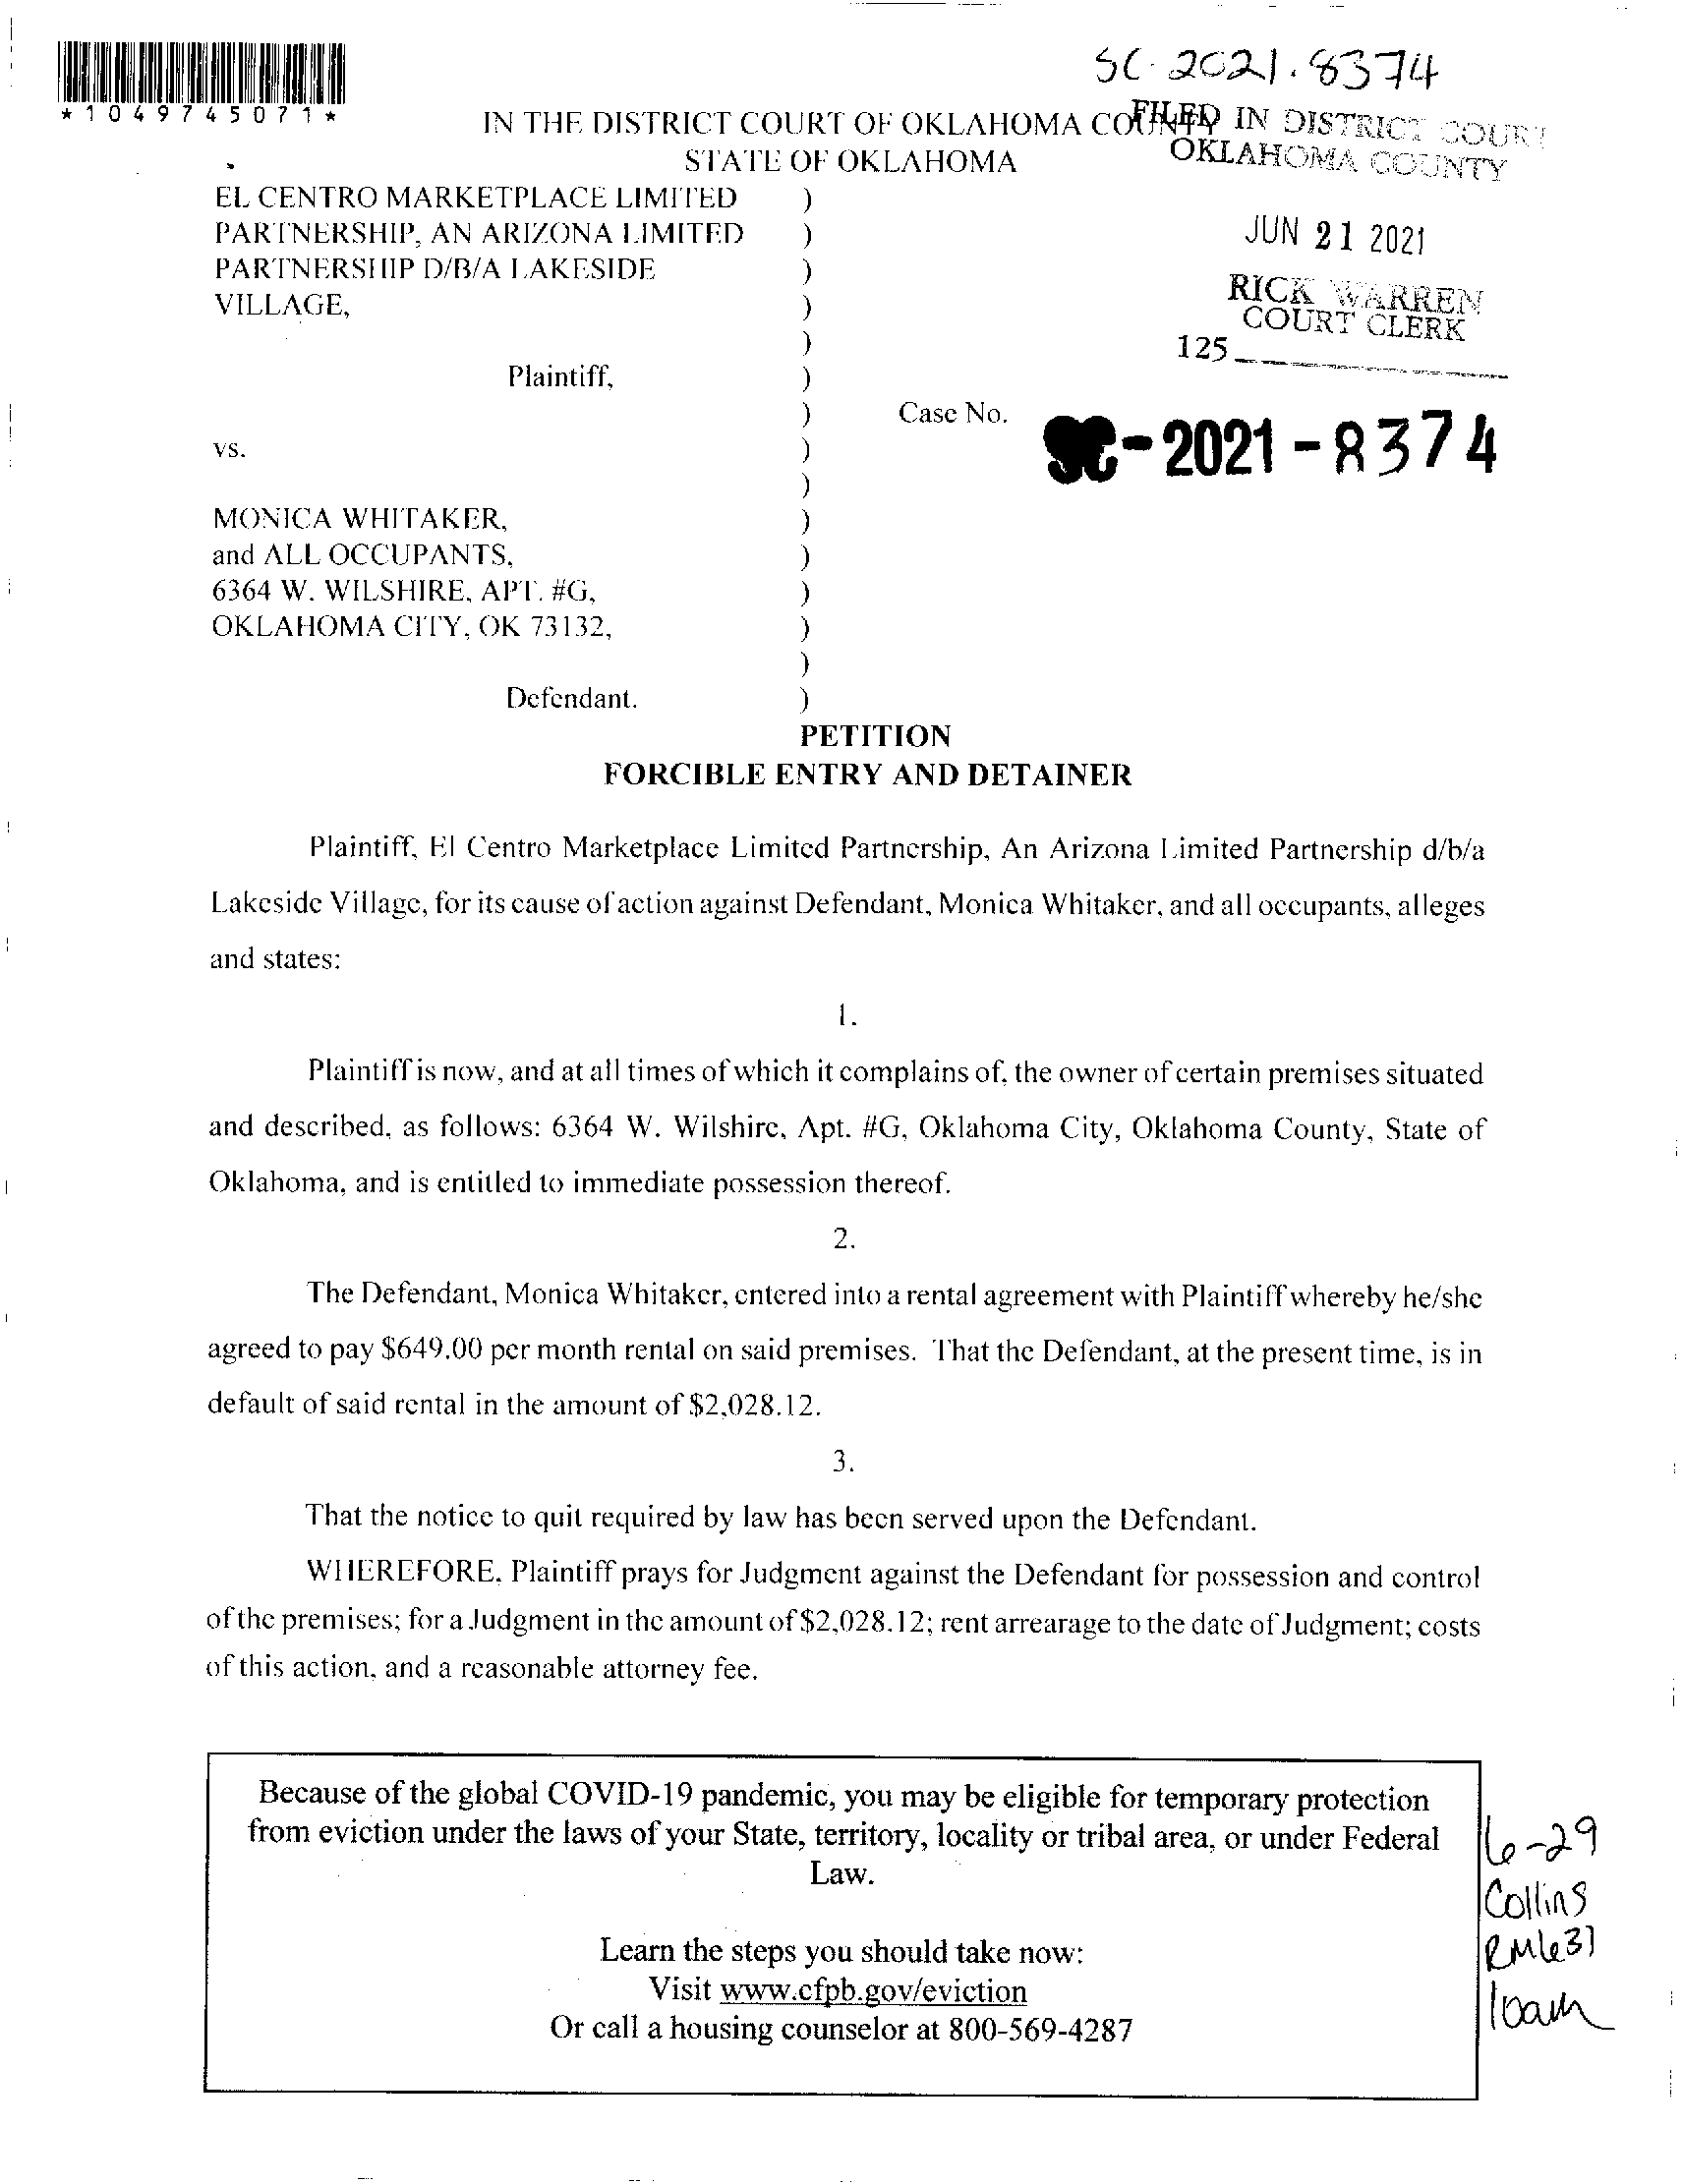 SC-2021.8374
*1049745071*
IN THE DISTRICT COURT OF OKLAHOMA COUNTY
FILED IN DISTRICT COURT
STATE OF OKLAHOMA
OKLAHOMA COUNTY
EL CENTRO MARKETPLACE LIMITED )
PARTNERSHIP, AN ARIZONA LIMITED )
JUN 21 2021
PARTNERSHIP D/B/A LAKESIDE )
VILLAGE, )
RICK WARREN
COURT CLERK
)
125
Plaintiff, )
) Case No.
SC-2021-8374
vs. )
)
MONICA WHITAKER, )
and ALL OCCUPANTS, )
6364 W. WILSHIRE, APT. #G, )
OKLAHOMA CITY, OK 73132, )
)
Defendant. )
PETITION
FORCIBLE ENTRY AND DETAINER
Plaintiff, El Centro Marketplace Limited Partnership, An Arizona Limited Partnership d/b/a
Lakeside Village, for its cause of action against Defendant, Monica Whitaker, and all occupants, alleges
and states:
1.
Plaintiff is now, and at all times of which it complains of, the owner of certain premises situated
and described, as follows: 6364 W. Wilshire, Apt. #G, Oklahoma City, Oklahoma County, State of
Oklahoma, and is entitled to immediate possession thereof.
2.
The Defendant, Monica Whitaker, entered into a rental agreement with Plaintiff whereby he/she
agreed to pay $649.00 per month rental on said premises. That the Defendant, at the present time, is in
default of said rental in the amount of $2,028.12.
3.
That the notice to quit required by law has been served upon the Defendant.
WHEREFORE, Plaintiff prays for Judgment against the Defendant for possession and control
of the premises; for a Judgment in the amount of $2,028.12; rent arrearage to the date of Judgment; costs
of this action, and a reasonable attorney fee.
Because of the global COVID-19 pandemic, you may be eligible for temporary protection
from eviction under the laws of your State, territory, locality or tribal area, or under Federal
Law.
Learn the steps you should take now:
Visit www.cfpb.gov/eviction
Or call a housing counselor at 800-569-4287
6-29
Collins
RM631
10am